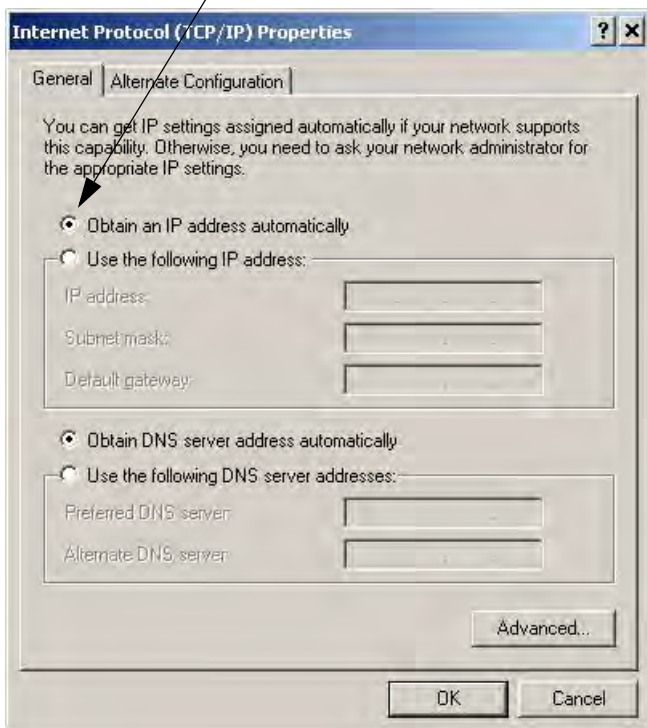 Internet Protocol (TCP/IP) Properties
General
Alternate Configuration
You can get IP settings assigned automatically if your network supports
this capability. Otherwise, you need to ask your network administrator for
the appropriate IP settings.
Obtain an IP address automatically
Use the following IP address:
IP address:
Subnet mask:
Default gateway:
Obtain DNS server address automatically
Use the following DNS server addresses:
Preferred DNS server:
Alternate DNS server:
Advanced...
OK
Cancel